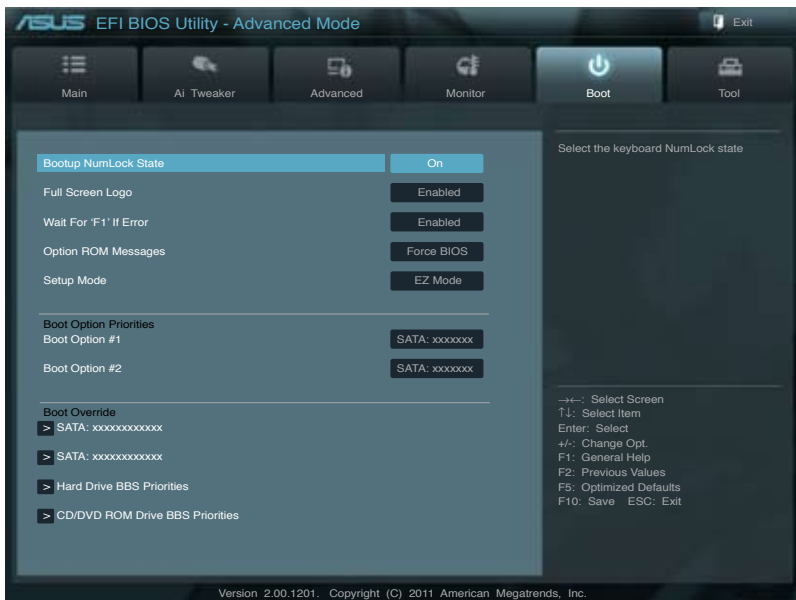 ASUS EFI BIOS Utility - Advanced Mode
Exit
Main
Ai Tweaker
Advanced
Monitor
Boot
Tool
Bootup NumLock State On
Full Screen Logo Enabled
Wait For ‘F1’ If Error Enabled
Option ROM Messages Force BIOS
Setup Mode EZ Mode
Boot Option Priorities
Boot Option #1 SATA: xxxxxxx
Boot Option #2 SATA: xxxxxxx
Boot Override
> SATA: xxxxxxxxxxxx
> SATA: xxxxxxxxxxxx
> Hard Drive BBS Priorities
> CD/DVD ROM Drive BBS Priorities
Select the keyboard NumLock state
→←: Select Screen
↑↓: Select Item
Enter: Select
+/-: Change Opt.
F1: General Help
F2: Previous Values
F5: Optimized Defaults
F10: Save ESC: Exit
Version 2.00.1201. Copyright (C) 2011 American Megatrends, Inc.